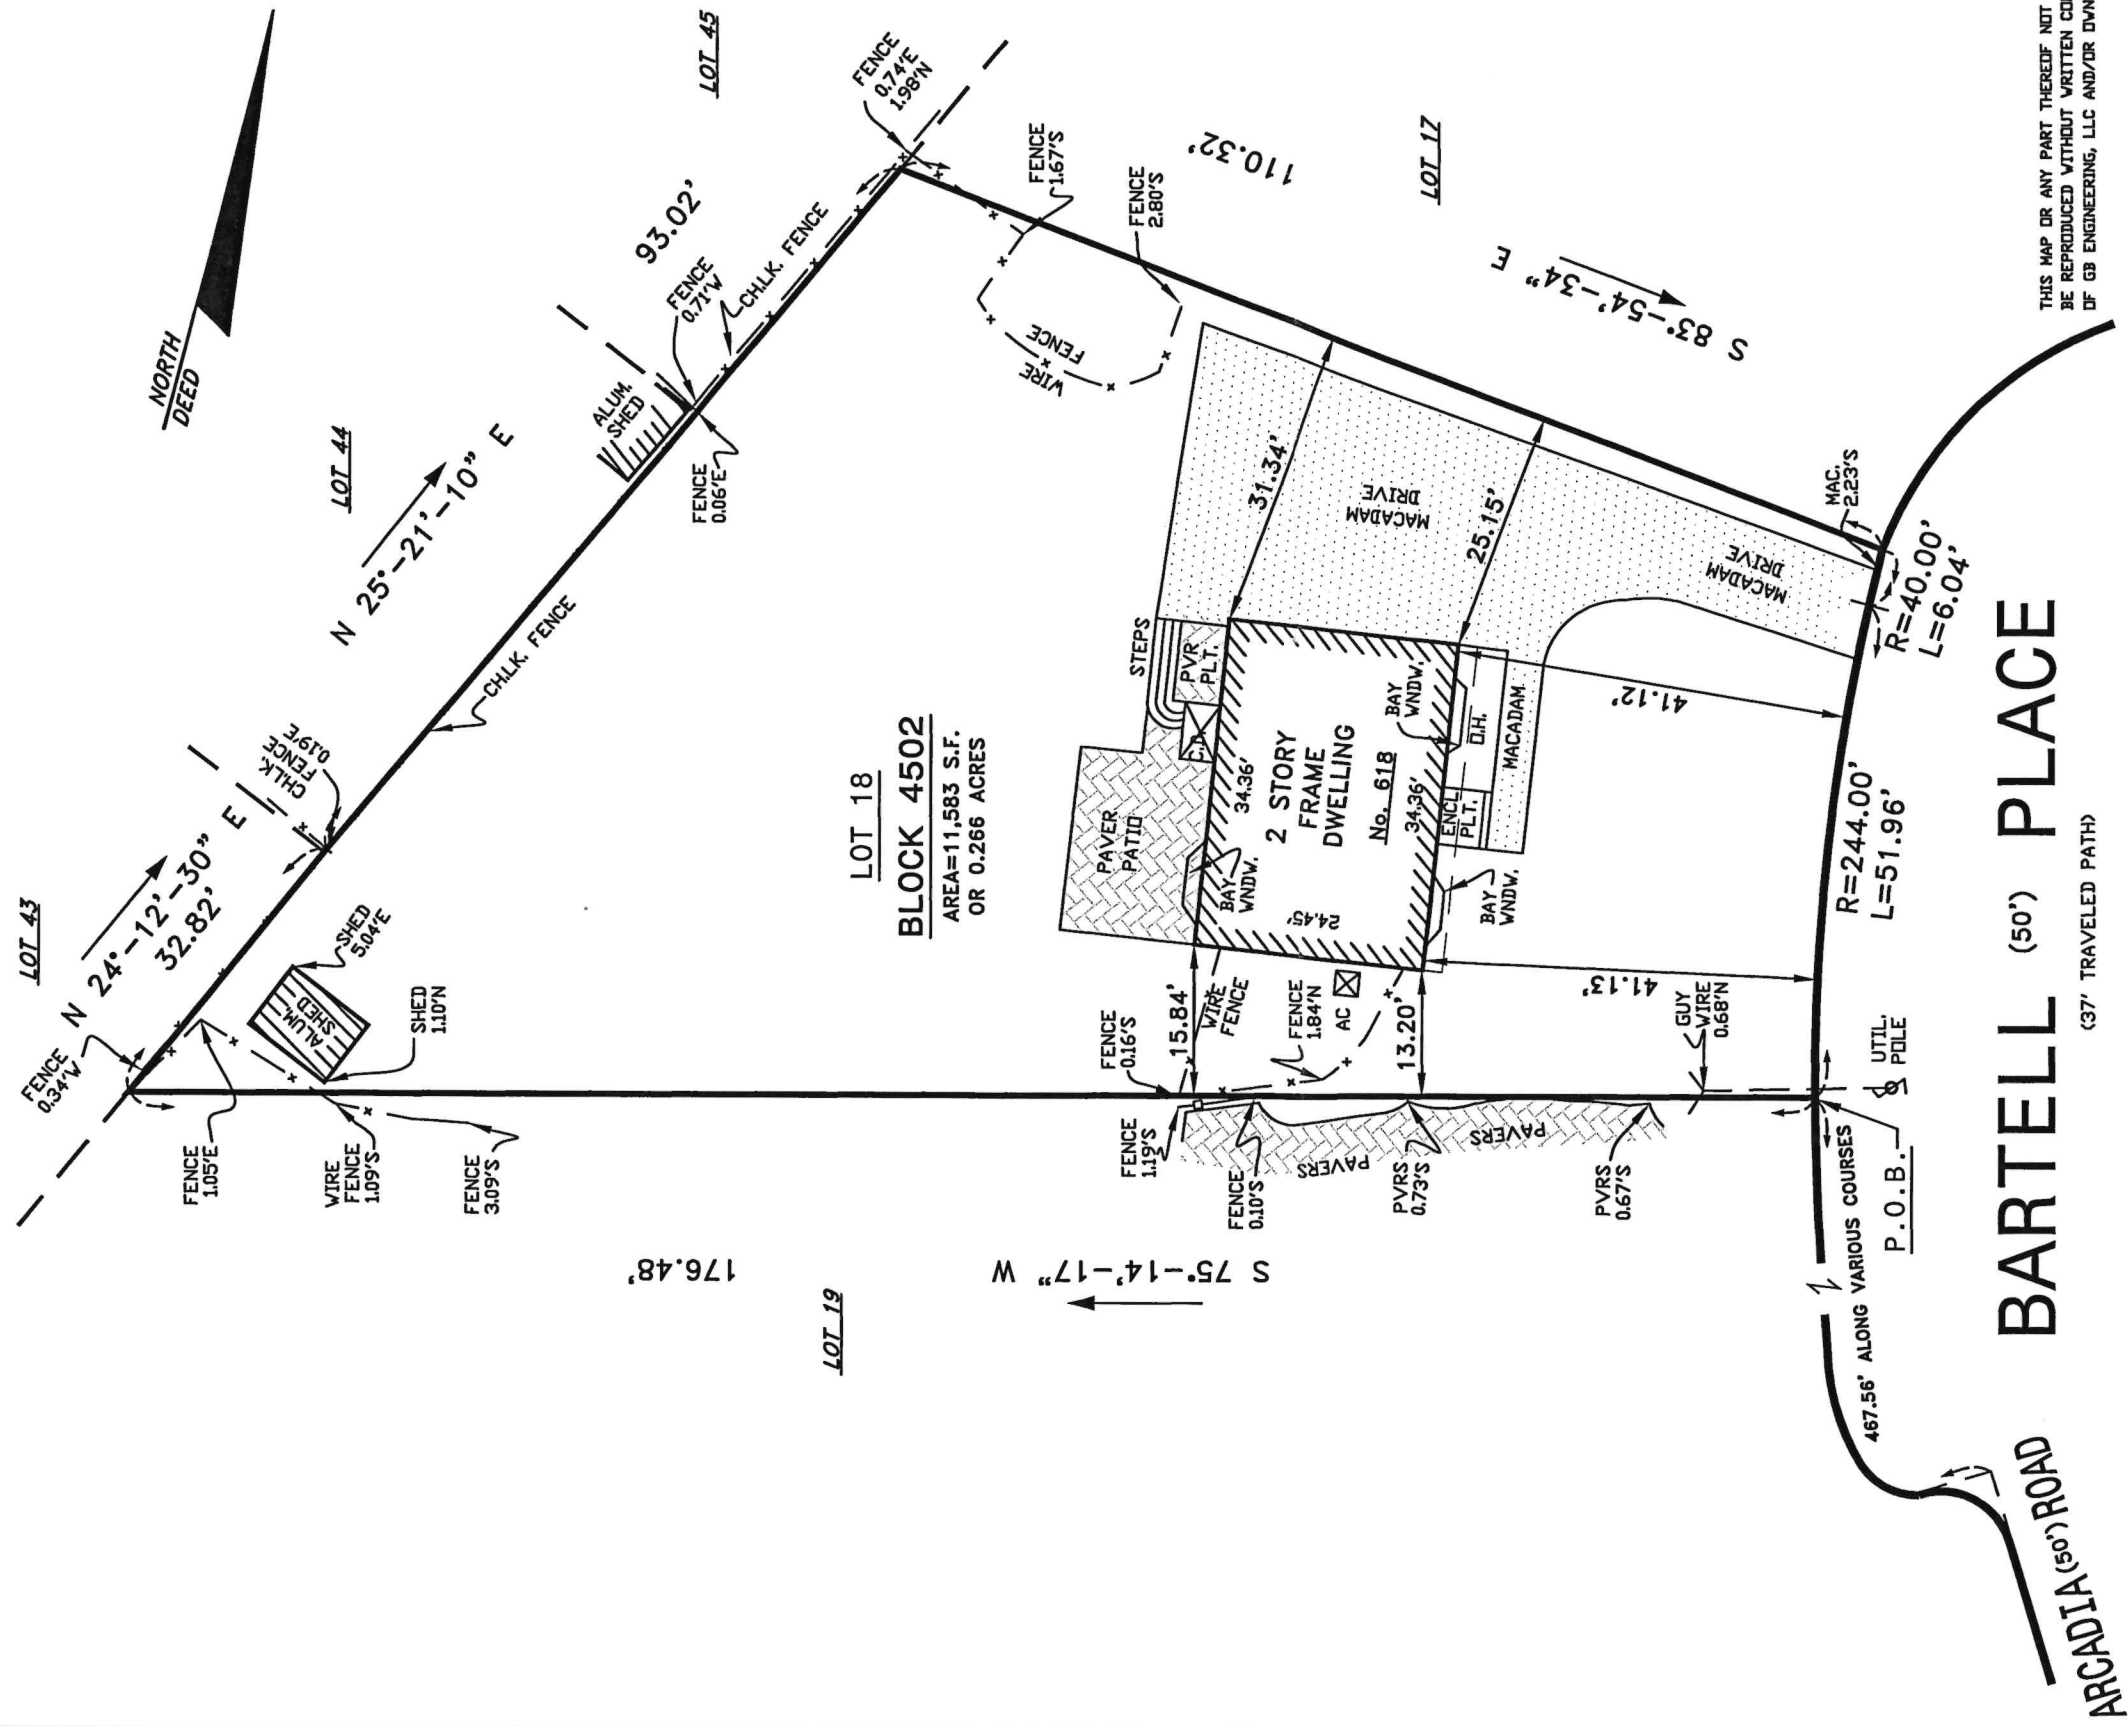 NORTH
DEED
LOT 43
LOT 44
LOT 45
FENCE
0.34'W
N 24°-12'-30" E
32.82'
CH.LK.
FENCE
0.19'E
N 25°-21'-10" E
93.02'
FENCE
0.74'E
1.98'N
ALUM.
SHED
FENCE
0.71'W
CH.LK. FENCE
FENCE
0.06'E
CH.LK. FENCE
ALUM.
SHED
SHED
5.04'E
SHED
1.10'N
FENCE
1.05'E
WIRE
FENCE
1.09'S
FENCE
3.09'S
FENCE
1.67'S
FENCE
2.80'S
WIRE
FENCE
110.32'
LOT 17
S 83°-54'-34" E
LOT 18
BLOCK 4502
AREA=11,583 S.F.
OR 0.266 ACRES
STEPS
PVR
PLT.
C.D.
PAVER
PATIO
BAY
WNDW.
34.36'
2 STORY
FRAME
DWELLING
No. 618
34.36'
24.45'
BAY
WNDW.
O.H.
MACADAM
ENCL
PLT.
BAY
WNDW.
31.34'
MACADAM
DRIVE
25.15'
MACADAM
DRIVE
MAC.
2.23'S
41.12'
41.13'
FENCE
0.16'S
15.84'
WIRE
FENCE
FENCE
1.84'N
AC
13.20'
GUY
WIRE
0.68'N
UTIL.
POLE
FENCE
1.19'S
FENCE
0.10'S
PAVERS
PAVERS
PVRS
0.73'S
PVRS
0.67'S
176.48'
S 75°-14'-17" W
LOT 19
R=40.00'
L=6.04'
R=244.00'
L=51.96'
P.O.B.
467.56' ALONG VARIOUS COURSES
BARTELL (50') PLACE
(37' TRAVELED PATH)
ARCADIA (50') ROAD
THIS MAP OR ANY PART THEREOF NOT
BE REPRODUCED WITHOUT WRITTEN CO
OF GB ENGINEERING, LLC AND/OR OWN